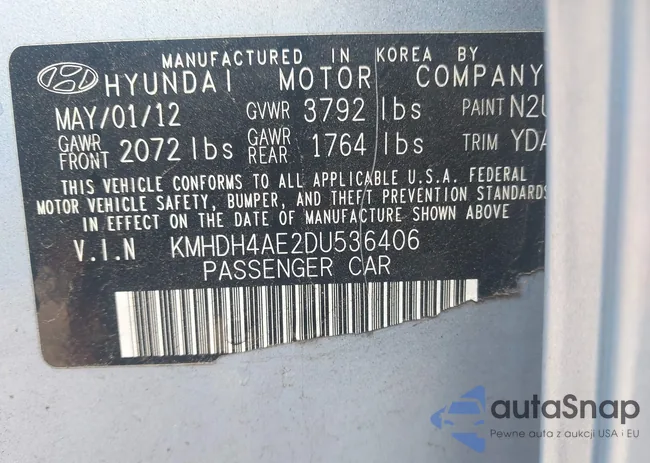 MANUFACTURED IN KOREA BY
HYUNDAI MOTOR COMPANY
MAY/01/12 GVWR 3792 lbs PAINT N2U
GAWR FRONT 2072 lbs GAWR REAR 1764 lbs TRIM YDA
THIS VEHICLE CONFORMS TO ALL APPLICABLE U.S.A. FEDERAL
MOTOR VEHICLE SAFETY, BUMPER, AND THEFT PREVENTION STANDARDS
IN EFFECT ON THE DATE OF MANUFACTURE SHOWN ABOVE
V.I.N KMHDH4AE2DU536406
PASSENGER CAR
autaSnap
Pewne auta z aukcji USA i EU